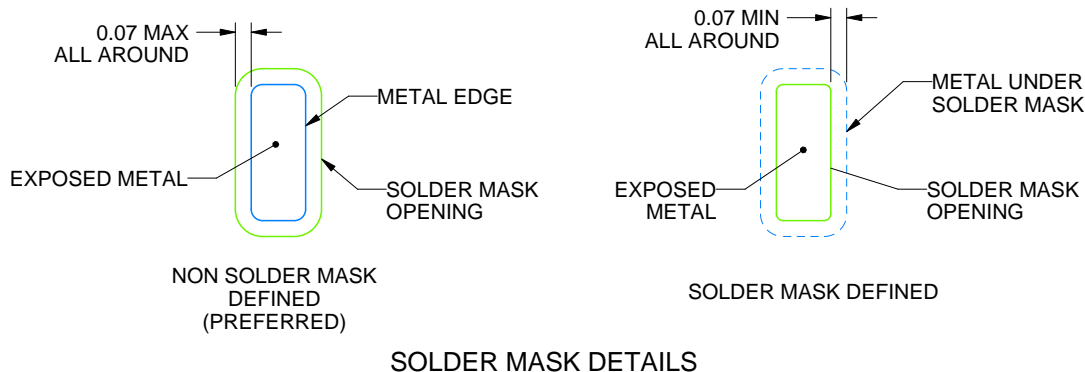 0.07 MAX
ALL AROUND
METAL EDGE
EXPOSED METAL
SOLDER MASK
OPENING
NON SOLDER MASK
DEFINED
(PREFERRED)
0.07 MIN
ALL AROUND
METAL UNDER
SOLDER MASK
EXPOSED
METAL
SOLDER MASK
OPENING
SOLDER MASK DEFINED
SOLDER MASK DETAILS